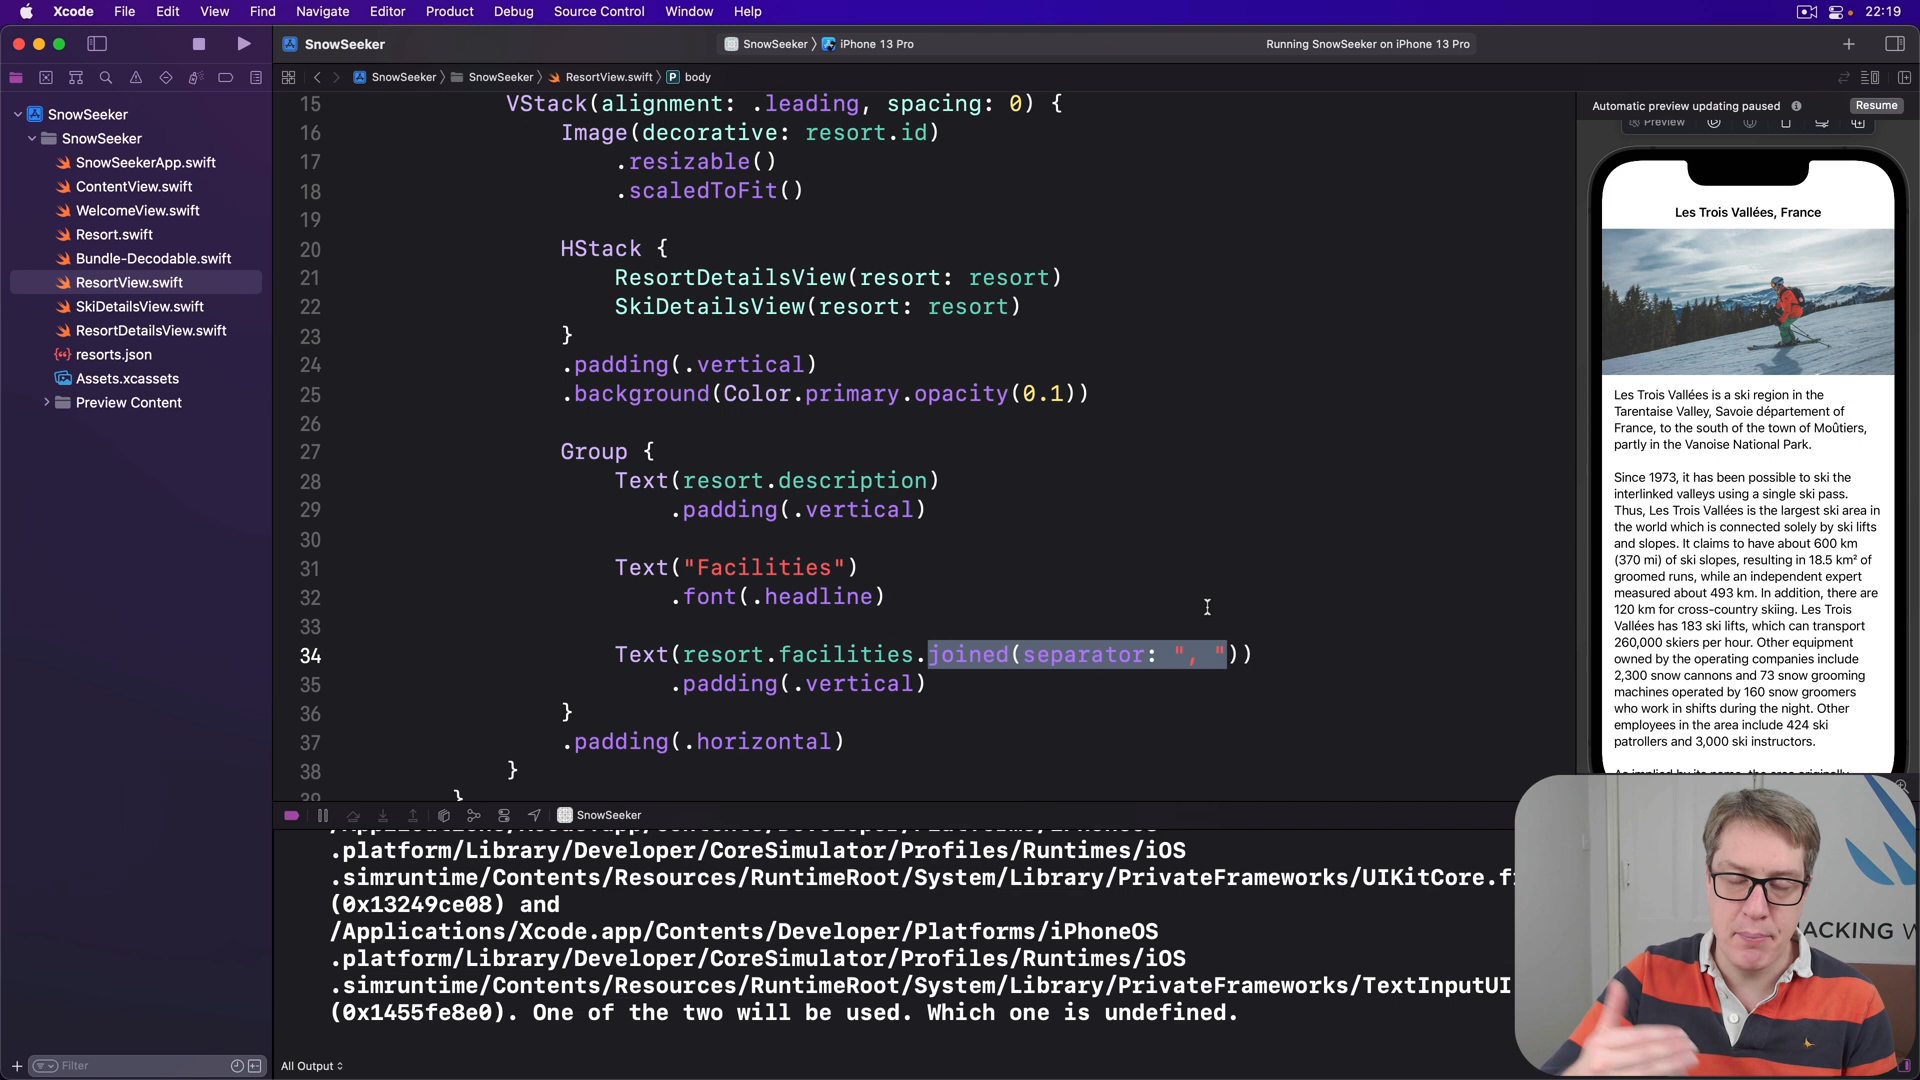 Xcode File Edit View Find Navigate Editor Product Debug Source Control Window Help 22:19
SnowSeeker
SnowSeeker › iPhone 13 Pro
Running SnowSeeker on iPhone 13 Pro
SnowSeeker › SnowSeeker › ResortView.swift › P body
SnowSeeker
SnowSeeker
SnowSeekerApp.swift
ContentView.swift
WelcomeView.swift
Resort.swift
Bundle-Decodable.swift
ResortView.swift
SkiDetailsView.swift
ResortDetailsView.swift
resorts.json
Assets.xcassets
Preview Content
Filter
15 VStack(alignment: .leading, spacing: 0) {
16 Image(decorative: resort.id)
17 .resizable()
18 .scaledToFit()
19
20 HStack {
21 ResortDetailsView(resort: resort)
22 SkiDetailsView(resort: resort)
23 }
24 .padding(.vertical)
25 .background(Color.primary.opacity(0.1))
26
27 Group {
28 Text(resort.description)
29 .padding(.vertical)
30
31 Text("Facilities")
32 .font(.headline)
33
34 Text(resort.facilities.joined(separator: ", "))
35 .padding(.vertical)
36 }
37 .padding(.horizontal)
38 }
39 }
SnowSeeker
.platform/Library/Developer/CoreSimulator/Profiles/Runtimes/iOS
.simruntime/Contents/Resources/RuntimeRoot/System/Library/PrivateFrameworks/UIKitCore.f
(0x13249ce08) and
/Applications/Xcode.app/Contents/Developer/Platforms/iPhoneOS
.platform/Library/Developer/CoreSimulator/Profiles/Runtimes/iOS
.simruntime/Contents/Resources/RuntimeRoot/System/Library/PrivateFrameworks/TextInputUI
(0x1455fe8e0). One of the two will be used. Which one is undefined.
All Output
Automatic preview updating paused
Resume
Preview
Les Trois Vallées, France
Les Trois Vallées is a ski region in the
Tarentaise Valley, Savoie département of
France, to the south of the town of Moûtiers,
partly in the Vanoise National Park.
Since 1973, it has been possible to ski the
interlinked valleys using a single ski pass.
Thus, Les Trois Vallées is the largest ski area in
the world which is connected solely by ski lifts
and slopes. It claims to have about 600 km
(370 mi) of ski slopes, resulting in 18.5 km² of
groomed runs, while an independent expert
measured about 493 km. In addition, there are
120 km for cross-country skiing. Les Trois
Vallées has 183 ski lifts, which can transport
260,000 skiers per hour. Other equipment
owned by the operating companies include
2,300 snow cannons and 73 snow grooming
machines operated by 160 snow groomers
who work in shifts during the night. Other
employees in the area include 424 ski
patrollers and 3,000 ski instructors.
ACKING W